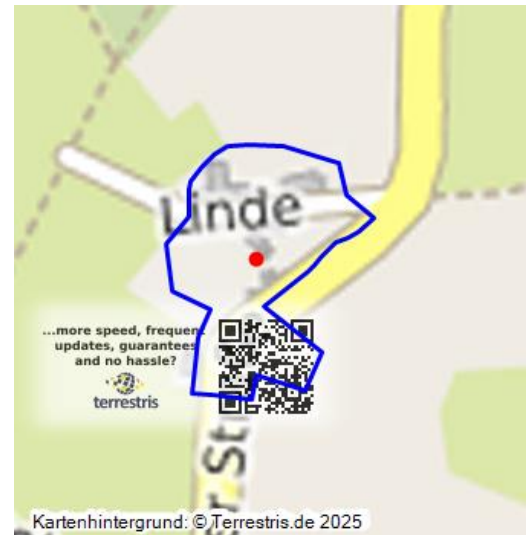 Linde
...more speed, frequent
updates, guarantees
and no hassle?
terrestris
Kartenhintergrund: © Terrestris.de 2025